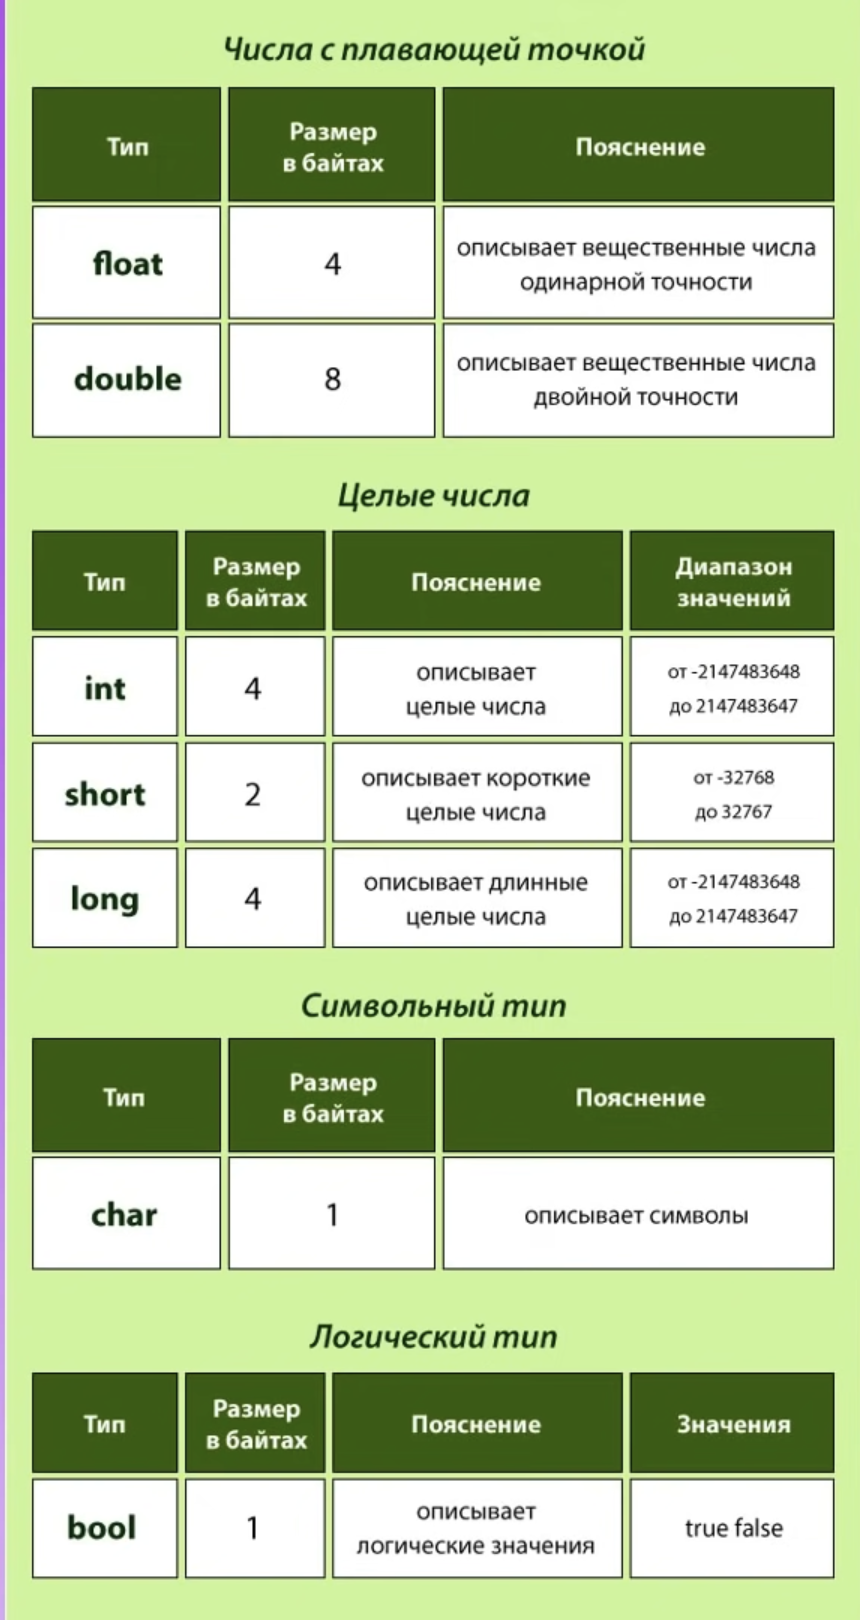 Числа с плавающей точкой
Тип
Размер
в байтах
Пояснение
float
4
описывает вещественные числа
одинарной точности
double
8
описывает вещественные числа
двойной точности
Целые числа
Тип
Размер
в байтах
Пояснение
Диапазон
значений
int
4
описывает
целые числа
от -2147483648
до 2147483647
short
2
описывает короткие
целые числа
от -32768
до 32767
long
4
описывает длинные
целые числа
от -2147483648
до 2147483647
Символьный тип
Тип
Размер
в байтах
Пояснение
char
1
описывает символы
Логический тип
Тип
Размер
в байтах
Пояснение
Значения
bool
1
описывает
логические значения
true false